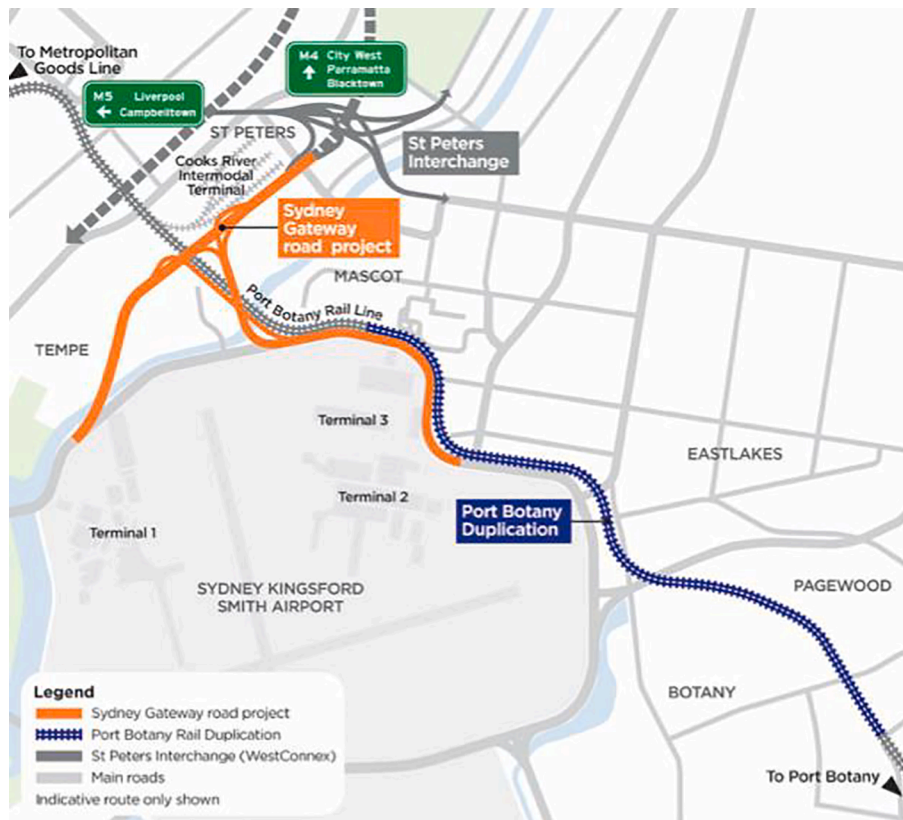 To Metropolitan
Goods Line
M4
City West
Parramatta
Blacktown
M5
Liverpool
Campbelltown
ST PETERS
St Peters
Interchange
Cooks River
Intermodal
Terminal
Sydney
Gateway
road project
MASCOT
Port Botany Rail Line
TEMPE
Terminal 3
EASTLAKES
Terminal 2
Port Botany
Duplication
Terminal 1
SYDNEY KINGSFORD
SMITH AIRPORT
PAGEWOOD
BOTANY
Legend
Sydney Gateway road project
Port Botany Rail Duplication
St Peters Interchange (WestConnex)
Main roads
Indicative route only shown
To Port Botany